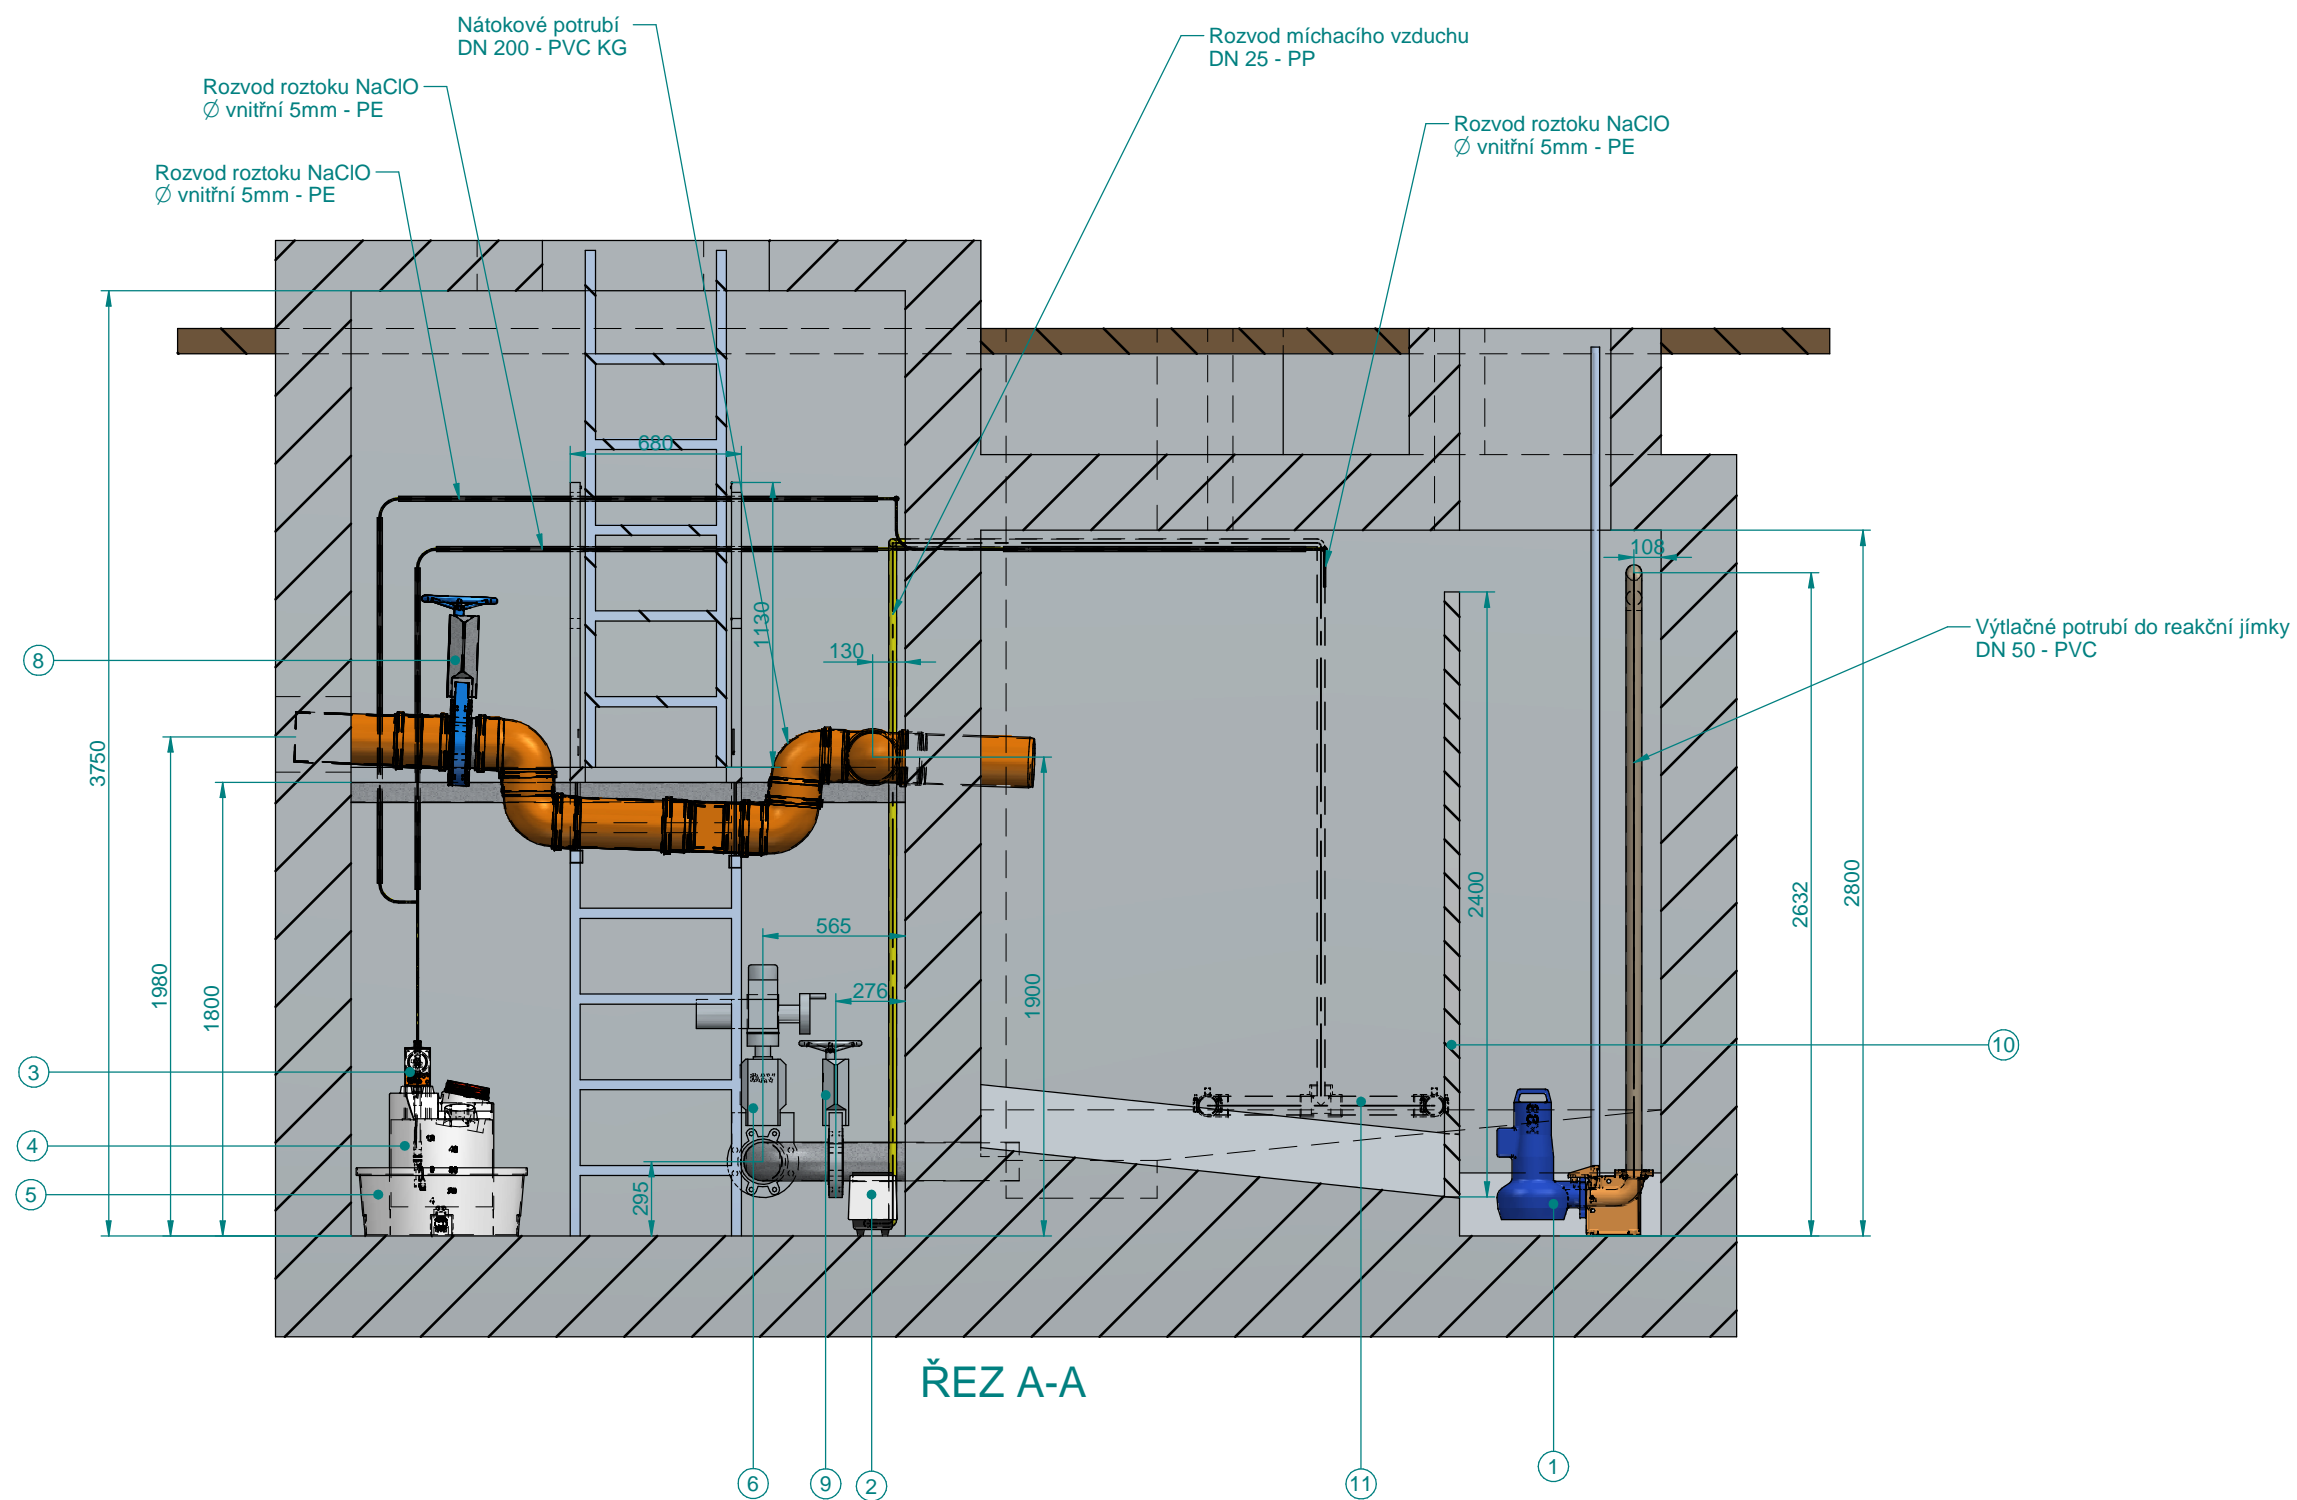 Nátokové potrubí
DN 200 - PVC KG
Rozvod míchacího vzduchu
DN 25 - PP
Rozvod roztoku NaClO
Ø vnitřní 5mm - PE
Rozvod roztoku NaClO
Ø vnitřní 5mm - PE
Rozvod roztoku NaClO
Ø vnitřní 5mm - PE
680
108
1130
130
Výtlačné potrubí do reakční jímky
DN 50 - PVC
8
3750
2400
2632
2800
565
1980
1800
276
1900
10
3
4
5
295
ŘEZ A-A
6
9
2
11
1